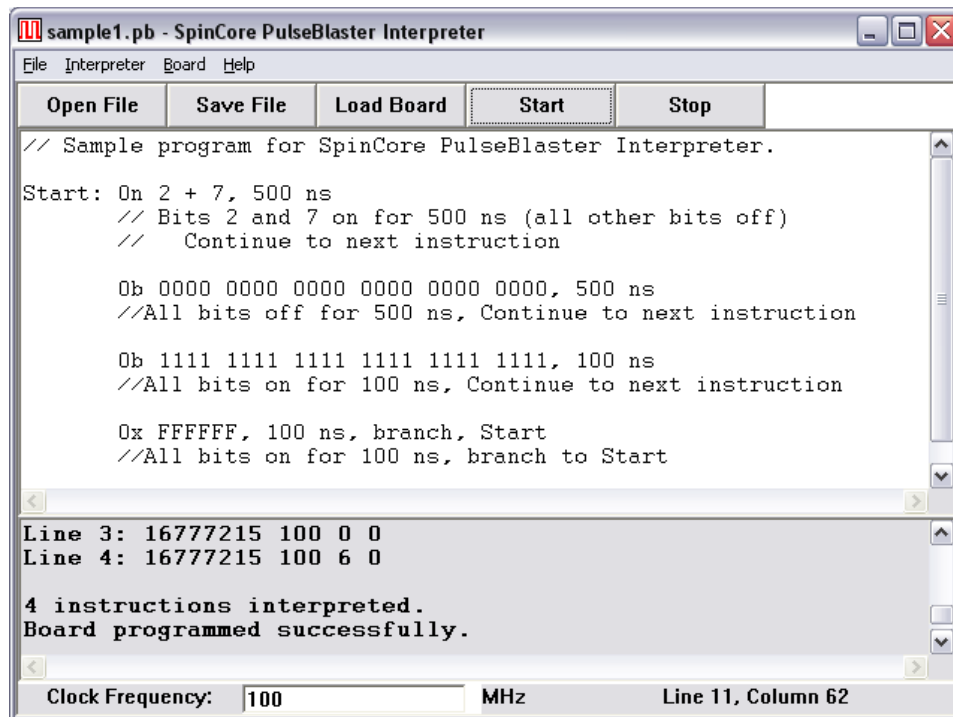 sample1.pb - SpinCore PulseBlaster Interpreter
File Interpreter Board Help
Open File Save File Load Board Start Stop
// Sample program for SpinCore PulseBlaster Interpreter.
Start: On 2 + 7, 500 ns
// Bits 2 and 7 on for 500 ns (all other bits off)
// Continue to next instruction
0b 0000 0000 0000 0000 0000 0000, 500 ns
//All bits off for 500 ns, Continue to next instruction
0b 1111 1111 1111 1111 1111 1111, 100 ns
//All bits on for 100 ns, Continue to next instruction
0x FFFFFF, 100 ns, branch, Start
//All bits on for 100 ns, branch to Start
Line 3: 16777215 100 0 0
Line 4: 16777215 100 6 0
4 instructions interpreted.
Board programmed successfully.
Clock Frequency: 100 MHz Line 11, Column 62